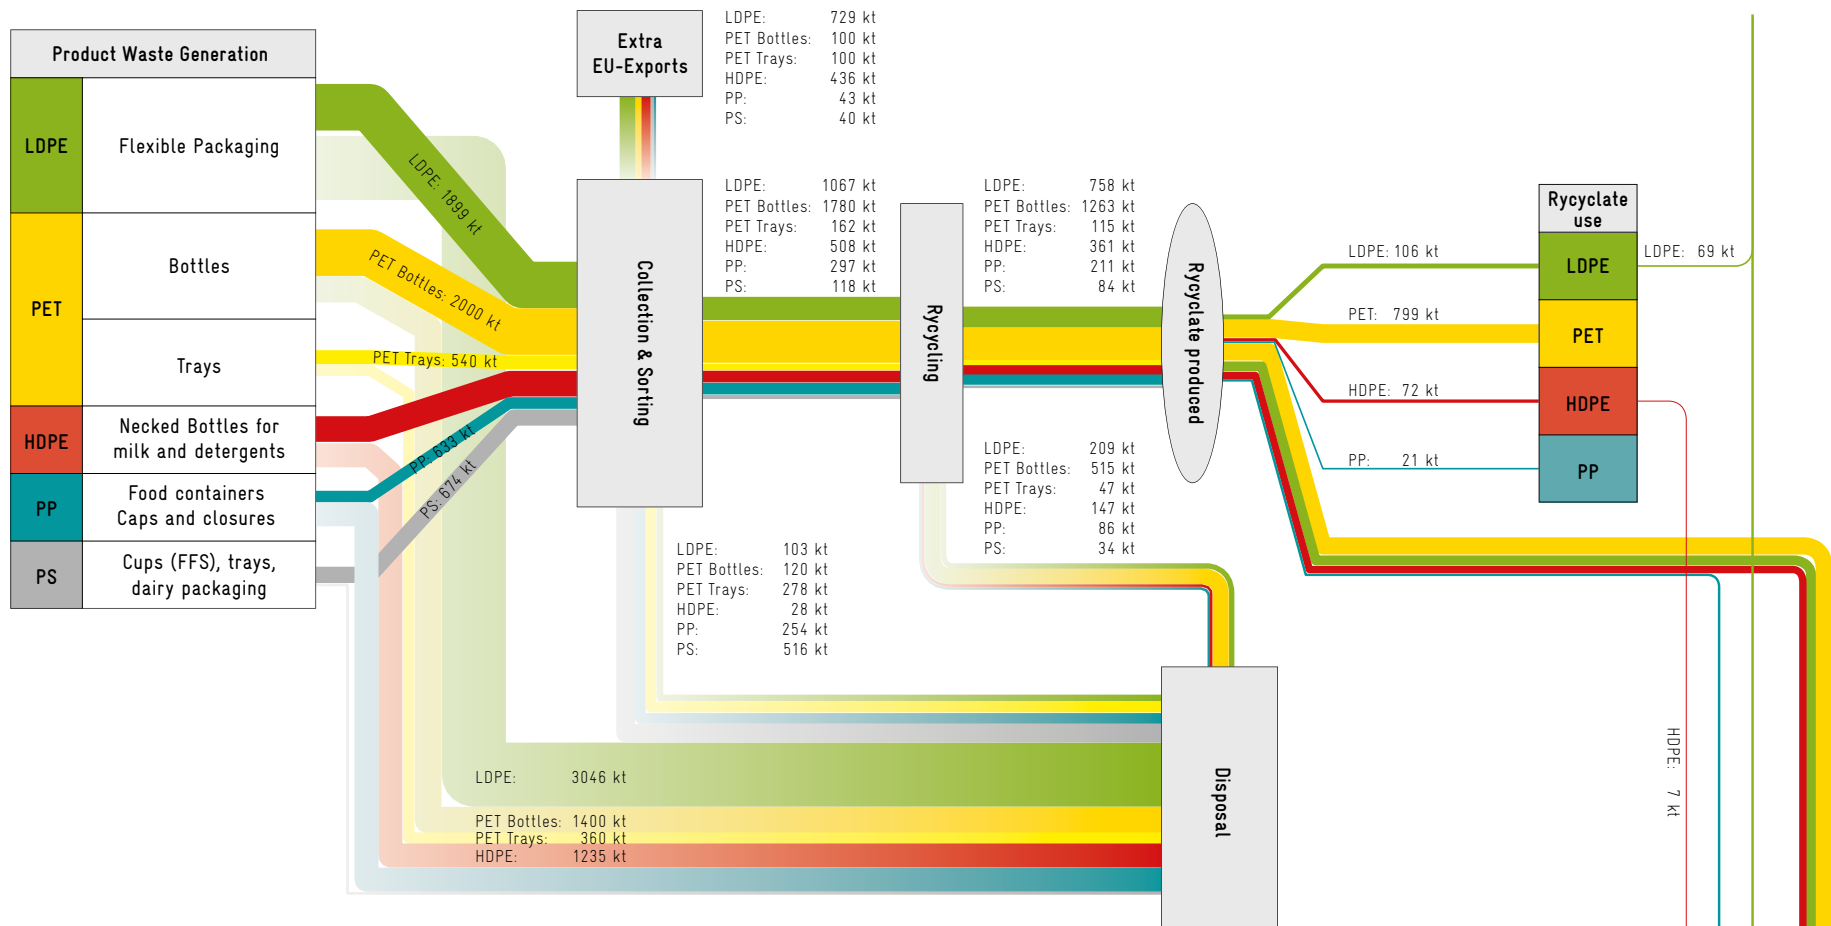 Product Waste Generation
LDPE
Flexible Packaging
PET
Bottles
Trays
HDPE
Necked Bottles for
milk and detergents
PP
Food containers
Caps and closures
PS
Cups (FFS), trays,
dairy packaging
LDPE: 1899 kt
PET Bottles: 2000 kt
PET Trays: 540 kt
PP: 633 kt
PS: 674 kt
Extra
EU-Exports
LDPE: 729 kt
PET Bottles: 100 kt
PET Trays: 100 kt
HDPE: 436 kt
PP: 43 kt
PS: 40 kt
Collection & Sorting
LDPE: 1067 kt
PET Bottles: 1780 kt
PET Trays: 162 kt
HDPE: 508 kt
PP: 297 kt
PS: 118 kt
Rycycling
LDPE: 758 kt
PET Bottles: 1263 kt
PET Trays: 115 kt
HDPE: 361 kt
PP: 211 kt
PS: 84 kt
Rycyclate produced
LDPE: 106 kt
PET: 799 kt
HDPE: 72 kt
PP: 21 kt
Rycyclate
use
LDPE
PET
HDPE
PP
LDPE: 69 kt
HDPE: 7 kt
LDPE: 209 kt
PET Bottles: 515 kt
PET Trays: 47 kt
HDPE: 147 kt
PP: 86 kt
PS: 34 kt
LDPE: 103 kt
PET Bottles: 120 kt
PET Trays: 278 kt
HDPE: 28 kt
PP: 254 kt
PS: 516 kt
LDPE: 3046 kt
PET Bottles: 1400 kt
PET Trays: 360 kt
HDPE: 1235 kt
Disposal